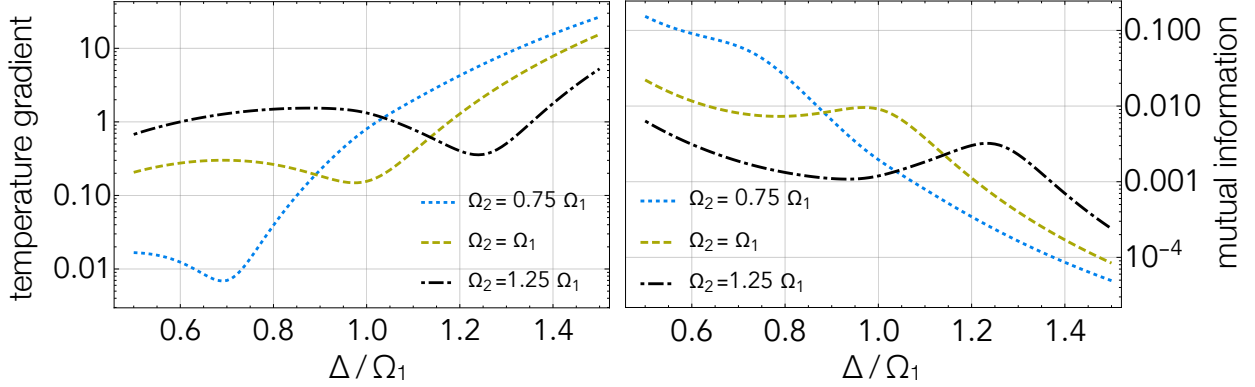 temperature gradient
10
1
0.10
0.01
Ω₂ = 0.75 Ω₁
Ω₂ = Ω₁
Ω₂ = 1.25 Ω₁
0.6 0.8 1.0 1.2 1.4
Δ / Ω₁
Ω₂ = 0.75 Ω₁
Ω₂ = Ω₁
Ω₂ = 1.25 Ω₁
0.6 0.8 1.0 1.2 1.4
Δ / Ω₁
0.100
0.010
0.001
10⁻⁴
mutual information